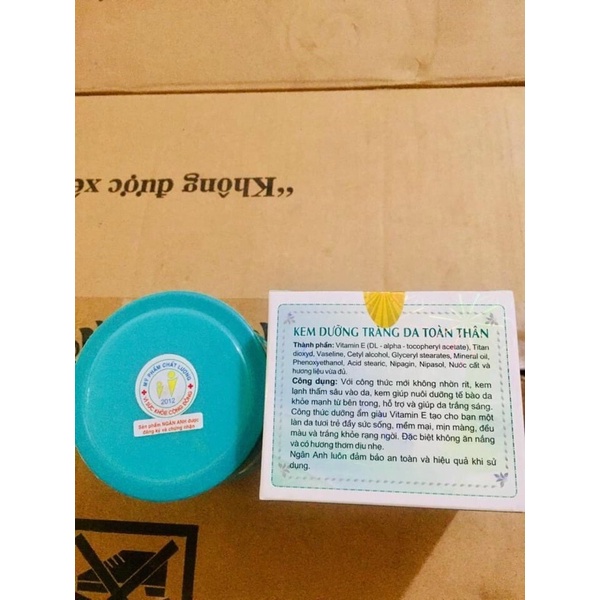 “Không được xế
MỸ PHẨM CHẤT LƯỢNG
2012
VÌ SỨC KHỎE CỘNG ĐỒNG
Sản phẩm NGÂN ANH được
đăng ký và chứng nhận
KEM DƯỠNG TRẮNG DA TOÀN THÂN
Thành phần: Vitamin E (DL - alpha - tocopheryl acetate), Titan
dioxyd, Vaseline, Cetyl alcohol, Glyceryl stearates, Mineral oil,
Phenoxyethanol, Acid stearic, Nipagin, Nipasol, Nước cất và
hương liệu vừa đủ.
Công dụng: Với công thức mới không nhờn rít, kem
lạnh thấm sâu vào da, kem giúp nuôi dưỡng tế bào da
khỏe mạnh từ bên trong, hỗ trợ và giúp da trắng sáng.
Công thức dưỡng ẩm giàu Vitamin E tạo cho bạn một
làn da tươi trẻ đầy sức sống, mềm mại, mịn màng, đều
màu và trắng khỏe rạng ngời. Đặc biệt không ăn nắng
và có hương thơm dịu nhẹ.
Ngân Anh luôn đảm bảo an toàn và hiệu quả khi sử
dụng.